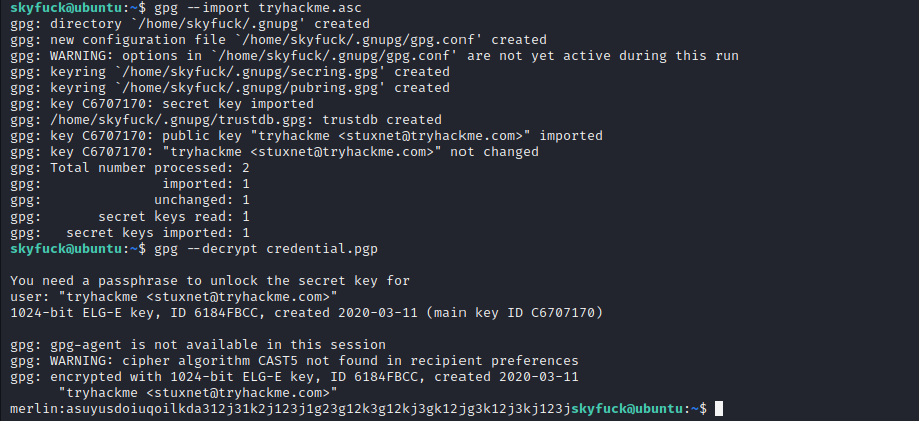 skyfuck@ubuntu:~$ gpg --import tryhackme.asc
gpg: directory `/home/skyfuck/.gnupg' created
gpg: new configuration file `/home/skyfuck/.gnupg/gpg.conf' created
gpg: WARNING: options in `/home/skyfuck/.gnupg/gpg.conf' are not yet active during this run
gpg: keyring `/home/skyfuck/.gnupg/secring.gpg' created
gpg: keyring `/home/skyfuck/.gnupg/pubring.gpg' created
gpg: key C6707170: secret key imported
gpg: /home/skyfuck/.gnupg/trustdb.gpg: trustdb created
gpg: key C6707170: public key "tryhackme <stuxnet@tryhackme.com>" imported
gpg: key C6707170: "tryhackme <stuxnet@tryhackme.com>" not changed
gpg: Total number processed: 2
gpg:               imported: 1
gpg:              unchanged: 1
gpg:       secret keys read: 1
gpg:   secret keys imported: 1
skyfuck@ubuntu:~$ gpg --decrypt credential.pgp

You need a passphrase to unlock the secret key for
user: "tryhackme <stuxnet@tryhackme.com>"
1024-bit ELG-E key, ID 6184FBCC, created 2020-03-11 (main key ID C6707170)

gpg: gpg-agent is not available in this session
gpg: WARNING: cipher algorithm CAST5 not found in recipient preferences
gpg: encrypted with 1024-bit ELG-E key, ID 6184FBCC, created 2020-03-11
      "tryhackme <stuxnet@tryhackme.com>"
merlin:asuyusdoiuqoilkda312j31k2j123j1g23g12k3g12kj3gk12jg3k12j3kj123jskyfuck@ubuntu:~$